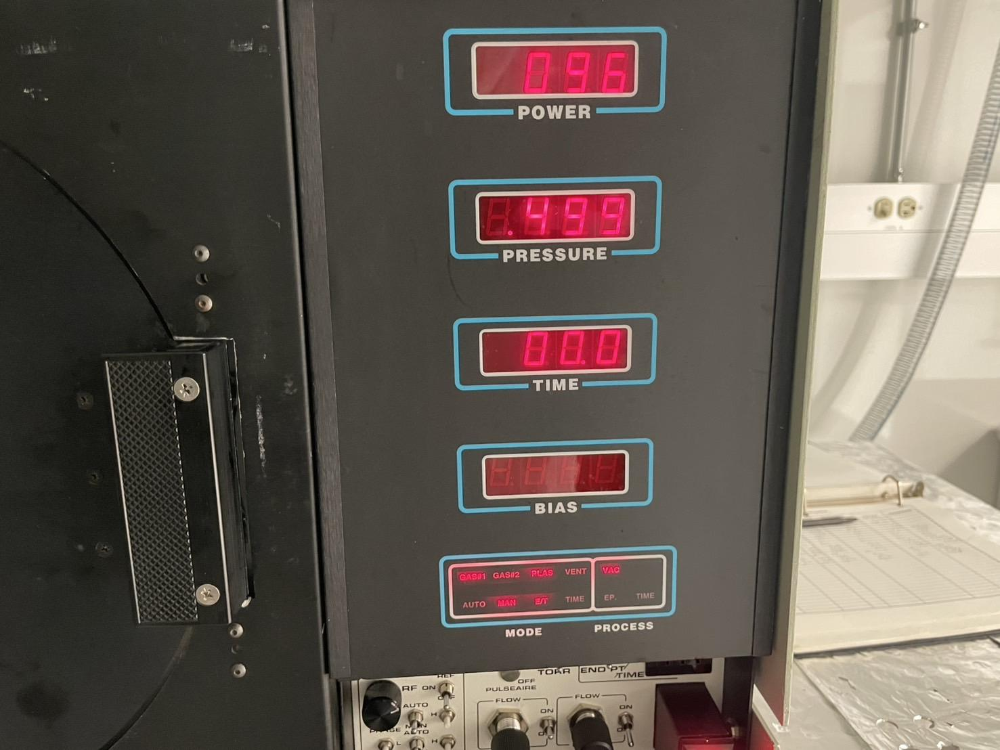 096
POWER
.499
PRESSURE
00.0
TIME
BIAS
GAS#1 GAS#2 PLAS VENT VAC
AUTO MAN E/T TIME EP. TIME
MODE PROCESS
REF TORR END PT/TIME
RF ON OFF OFF
PULSEAIRE
AUTO H FLOW ON FLOW ON
PHASE MAN
AUTO
L H